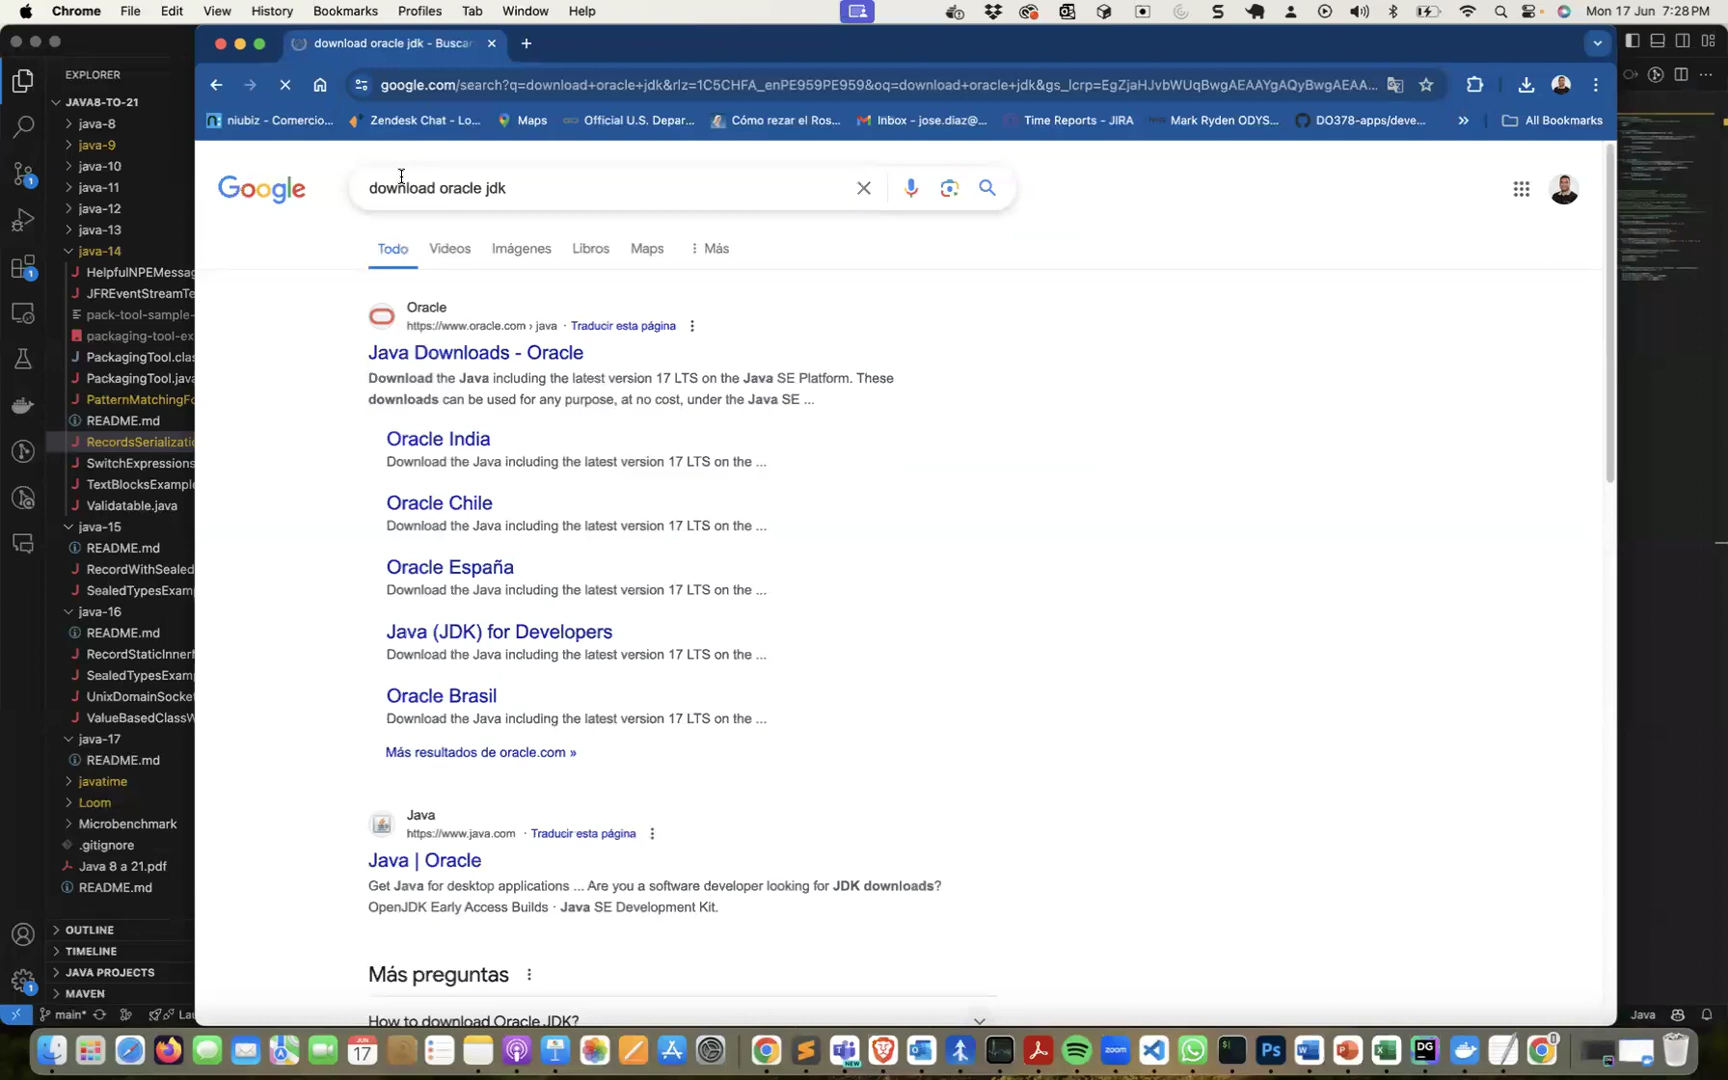 Chrome File Edit View History Bookmarks Profiles Tab Window Help Mon 17 Jun 7:28 PM
download oracle jdk - Buscar
google.com/search?q=download+oracle+jdk&rlz=1C5CHFA_enPE959PE959&oq=download+oracle+jdk&gs_lcrp=EgZjaHJvbWUqBwgAEAAYgAQyBwgAEAA...
niubiz - Comercio... Zendesk Chat - Lo... Maps Official U.S. Depar... Cómo rezar el Ros... Inbox - jose.diaz@... Time Reports - JIRA Mark Ryden ODYS... DO378-apps/deve... » All Bookmarks
EXPLORER
JAVA8-TO-21
java-8
java-9
java-10
java-11
java-12
java-13
java-14
HelpfulNPEMessag
JFREventStreamTe
pack-tool-sample-
packaging-tool-ex
PackagingTool.clas
PackagingTool.java
PatternMatchingFo
README.md
RecordsSerializatio
SwitchExpressions
TextBlocksExample
Validatable.java
java-15
README.md
RecordWithSealed
SealedTypesExam
java-16
README.md
RecordStaticInnerM
SealedTypesExam
UnixDomainSocke
ValueBasedClassW
java-17
README.md
javatime
Loom
Microbenchmark
.gitignore
Java 8 a 21.pdf
README.md
OUTLINE
TIMELINE
JAVA PROJECTS
MAVEN
main*
Java
Google
download oracle jdk
Todo Videos Imágenes Libros Maps Más
Oracle
https://www.oracle.com › java · Traducir esta página
Java Downloads - Oracle
Download the Java including the latest version 17 LTS on the Java SE Platform. These
downloads can be used for any purpose, at no cost, under the Java SE ...
Oracle India
Download the Java including the latest version 17 LTS on the ...
Oracle Chile
Download the Java including the latest version 17 LTS on the ...
Oracle España
Download the Java including the latest version 17 LTS on the ...
Java (JDK) for Developers
Download the Java including the latest version 17 LTS on the ...
Oracle Brasil
Download the Java including the latest version 17 LTS on the ...
Más resultados de oracle.com »
Java
https://www.java.com · Traducir esta página
Java | Oracle
Get Java for desktop applications ... Are you a software developer looking for JDK downloads?
OpenJDK Early Access Builds · Java SE Development Kit.
Más preguntas
How to download Oracle JDK?
JUN
17
zoom
DG